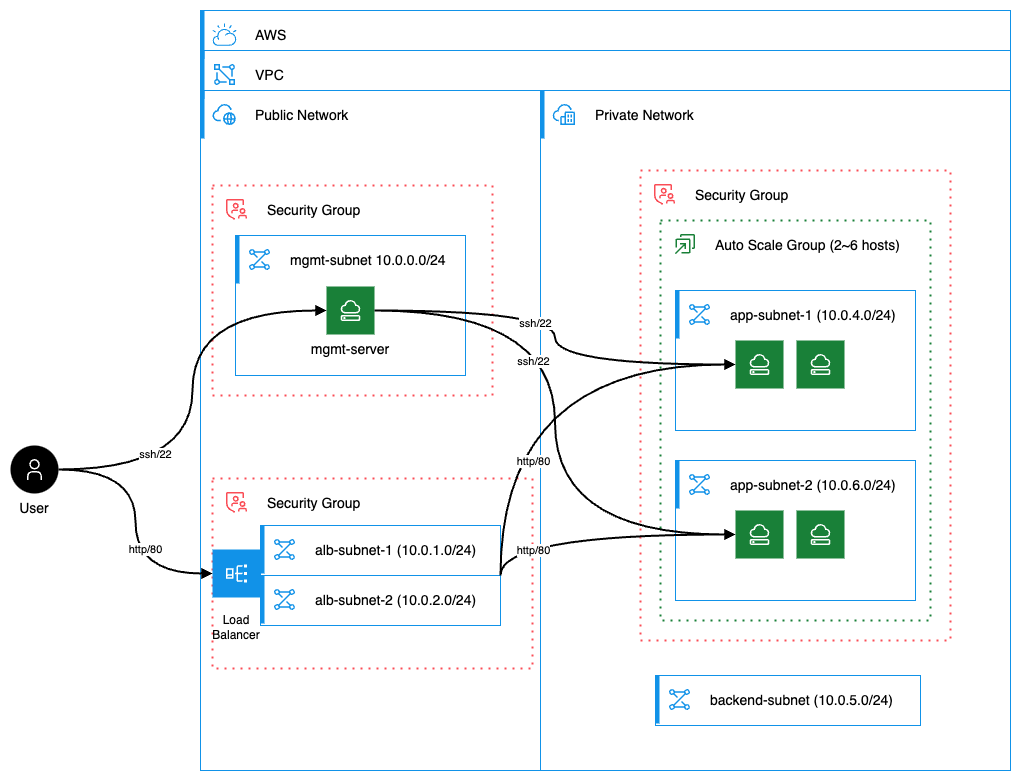 AWS
VPC
Public Network
Private Network
Security Group
mgmt-subnet 10.0.0.0/24
mgmt-server
Security Group
Auto Scale Group (2~6 hosts)
app-subnet-1 (10.0.4.0/24)
ssh/22
ssh/22
ssh/22
User
http/80
http/80
http/80
Security Group
alb-subnet-1 (10.0.1.0/24)
alb-subnet-2 (10.0.2.0/24)
Load
Balancer
app-subnet-2 (10.0.6.0/24)
backend-subnet (10.0.5.0/24)